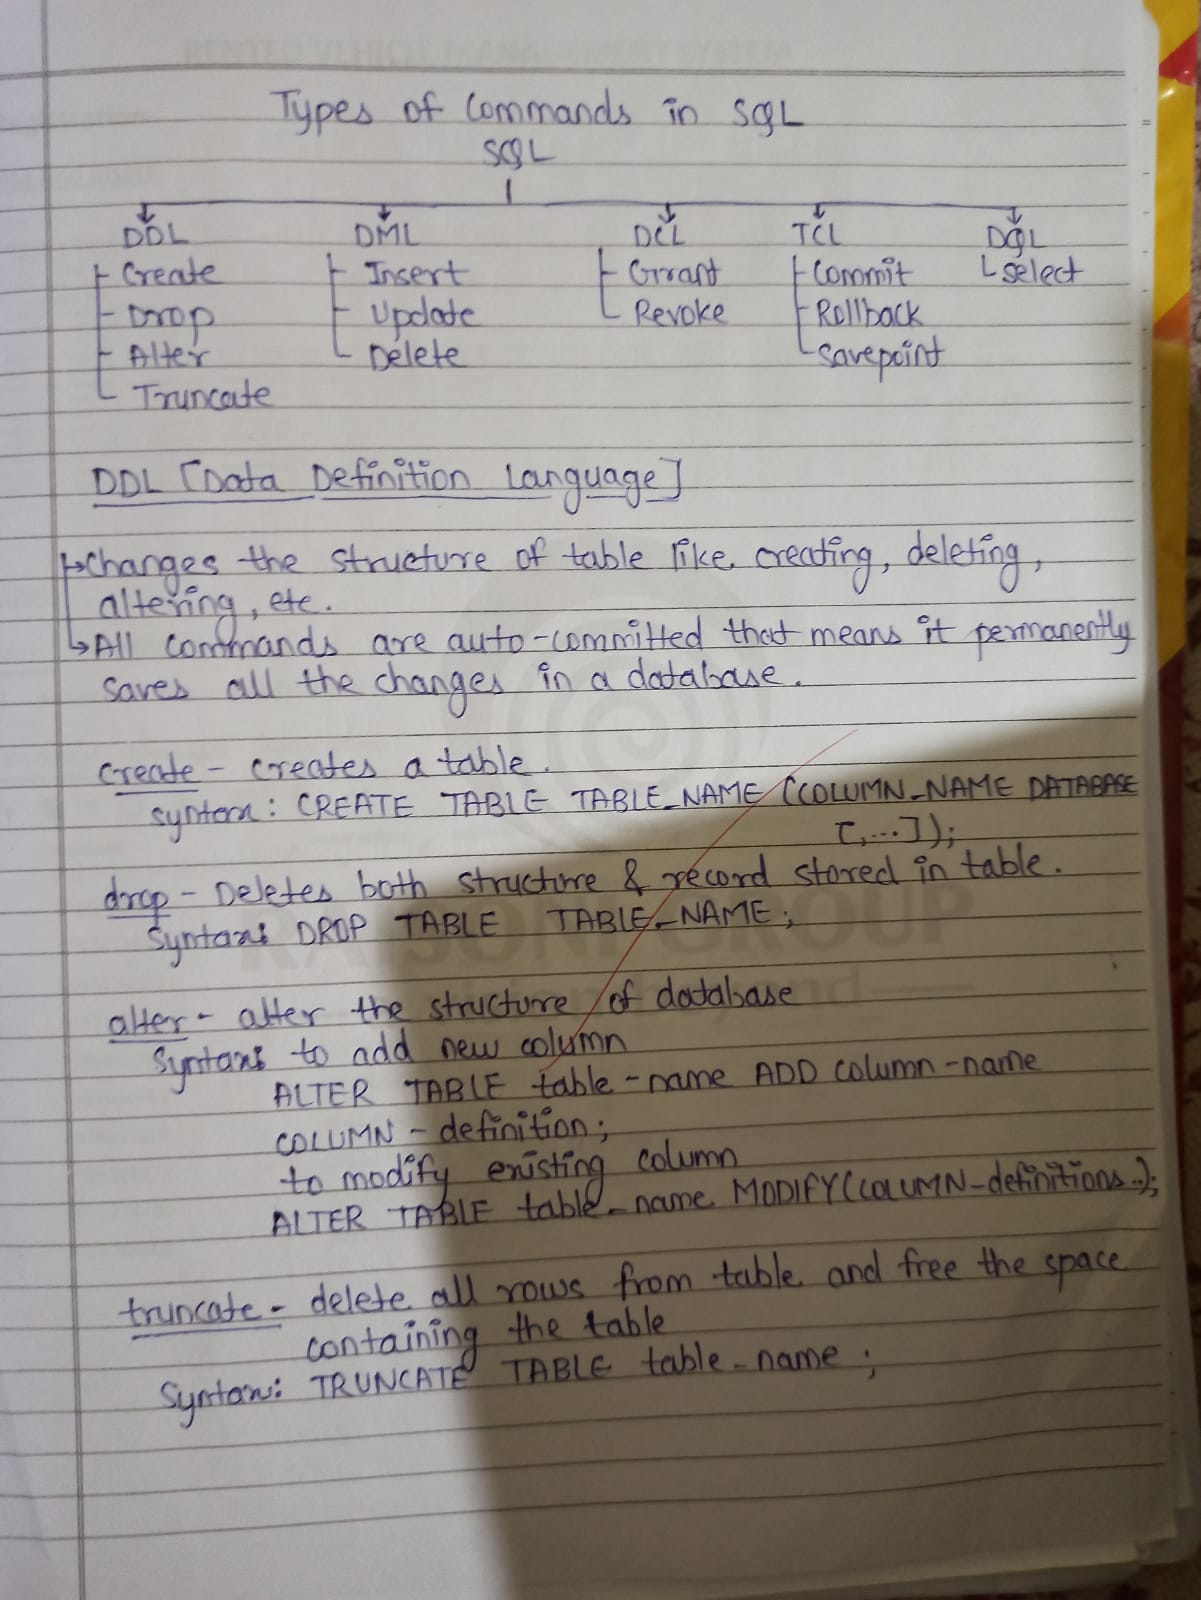 Types of Commands in SQL
SQL
DDL DML DCL TCL DQL
Create Insert Grant Commit Select
Drop Update Revoke Rollback
Alter Delete Savepoint
Truncate
DDL [Data Definition Language]
Changes the structure of table like creating, deleting,
altering, etc.
All commands are auto-committed that means it permanently
saves all the changes in a database.
create - creates a table.
syntax: CREATE TABLE TABLE_NAME (COLUMN_NAME DATABASE
[,...]);
drop - Deletes both structure & record stored in table.
Syntax: DROP TABLE TABLE_NAME;
alter - alter the structure of database
Syntax: to add new column
ALTER TABLE table-name ADD column-name
COLUMN-definition;
to modify existing column
ALTER TABLE table_name MODIFY(COLUMN-definitions..);
truncate - delete all rows from table and free the space
containing the table
Syntax: TRUNCATE TABLE table-name;